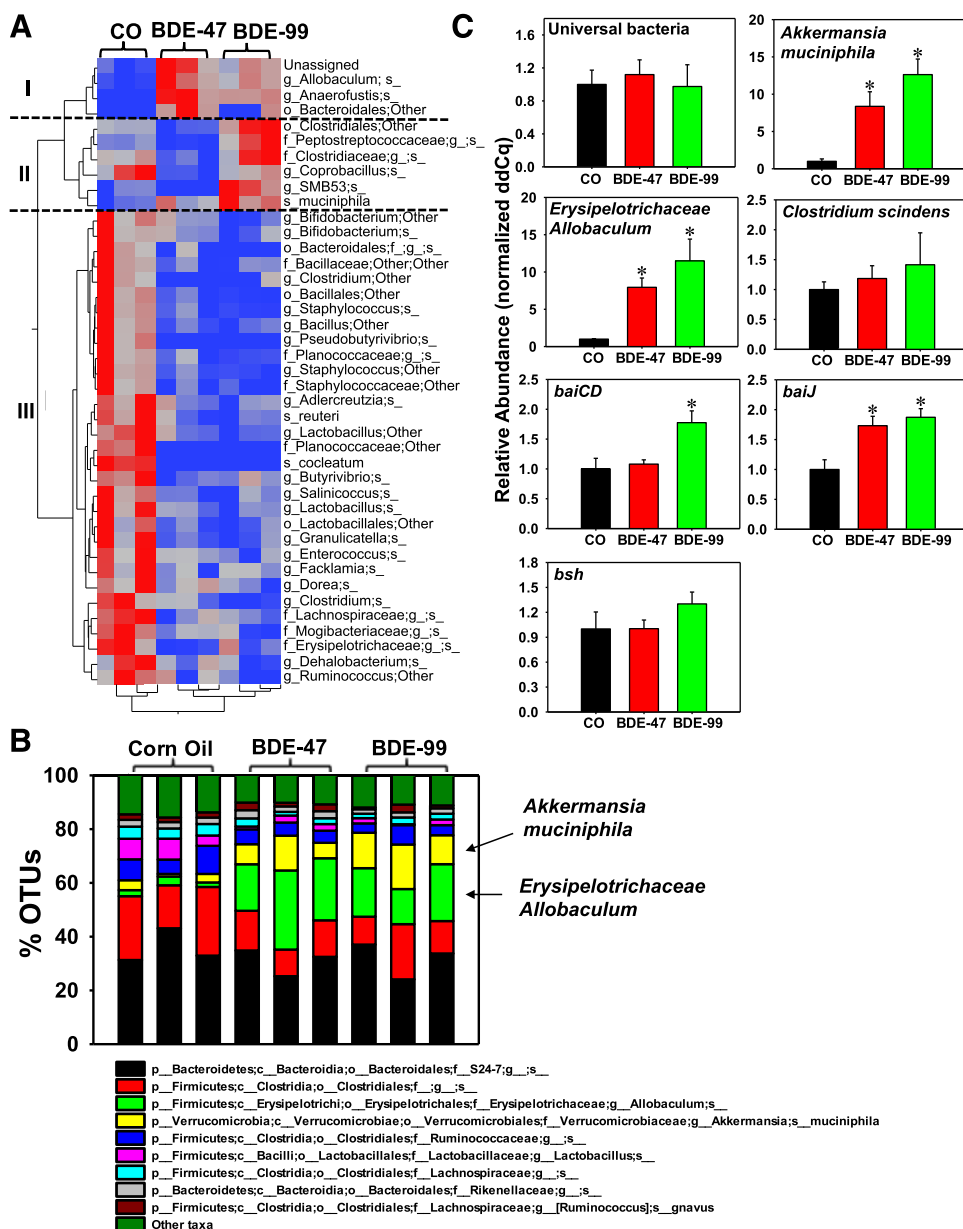 A
CO BDE-47 BDE-99
I
II
III
Unassigned
g_Allobaculum; s_
g_Anaerofustis;s_
o_Bacteroidales;Other
o_Clostridiales;Other
f_Peptostreptococcaceae;g_;s_
f_Clostridiaceae;g_;s_
g_Coprobacillus;s_
g_SMB53;s_
s_muciniphila
g_Bifidobacterium;Other
g_Bifidobacterium;s_
o_Bacteroidales;f_;g_;s_
f_Bacillaceae;Other;Other
g_Clostridium;Other
o_Bacillales;Other
g_Staphylococcus;s_
g_Bacillus;Other
g_Pseudobutyrivibrio;s_
f_Planococcaceae;g_;s_
g_Staphylococcus;Other
f_Staphylococcaceae;Other
g_Adlercreutzia;s_
s_reuteri
g_Lactobacillus;Other
f_Planococcaceae;Other
s_cocleatum
g_Butyrivibrio;s_
g_Salinicoccus;s_
g_Lactobacillus;s_
o_Lactobacillales;Other
g_Granulicatella;s_
g_Enterococcus;s_
g_Facklamia;s_
g_Dorea;s_
g_Clostridium;s_
f_Lachnospiraceae;g_;s_
f_Mogibacteriaceae;g_;s_
f_Erysipelotrichaceae;g_;s_
g_Dehalobacterium;s_
g_Ruminococcus;Other
C
Relative Abundance (normalized ddCq)
Universal bacteria
1.6
1.2
0.8
0.4
0.0
CO BDE-47 BDE-99
Akkermansia
muciniphila
20
15
10
5
0
* *
CO BDE-47 BDE-99
Erysipelotrichaceae
Allobaculum
20
15
10
5
0
* *
CO BDE-47 BDE-99
Clostridium scindens
2.5
2.0
1.5
1.0
0.5
0.0
CO BDE-47 BDE-99
baiCD
2.5
2.0
1.5
1.0
0.5
0.0
*
CO BDE-47 BDE-99
baiJ
2.5
2.0
1.5
1.0
0.5
0.0
* *
CO BDE-47 BDE-99
bsh
1.8
1.5
1.2
0.9
0.6
0.3
0.0
CO BDE-47 BDE-99
B
Corn Oil BDE-47 BDE-99
% OTUs
100
80
60
40
20
0
Akkermansia
muciniphila
Erysipelotrichaceae
Allobaculum
p__Bacteroidetes;c__Bacteroidia;o__Bacteroidales;f__S24-7;g__;s__
p__Firmicutes;c__Clostridia;o__Clostridiales;f__;g__;s__
p__Firmicutes;c__Erysipelotrichi;o__Erysipelotrichales;f__Erysipelotrichaceae;g__Allobaculum;s__
p__Verrucomicrobia;c__Verrucomicrobiae;o__Verrucomicrobiales;f__Verrucomicrobiaceae;g__Akkermansia;s__muciniphila
p__Firmicutes;c__Clostridia;o__Clostridiales;f__Ruminococcaceae;g__;s__
p__Firmicutes;c__Bacilli;o__Lactobacillales;f__Lactobacillaceae;g__Lactobacillus;s__
p__Firmicutes;c__Clostridia;o__Clostridiales;f__Lachnospiraceae;g__;s__
p__Bacteroidetes;c__Bacteroidia;o__Bacteroidales;f__Rikenellaceae;g__;s__
p__Firmicutes;c__Clostridia;o__Clostridiales;f__Lachnospiraceae;g__[Ruminococcus];s__gnavus
Other taxa